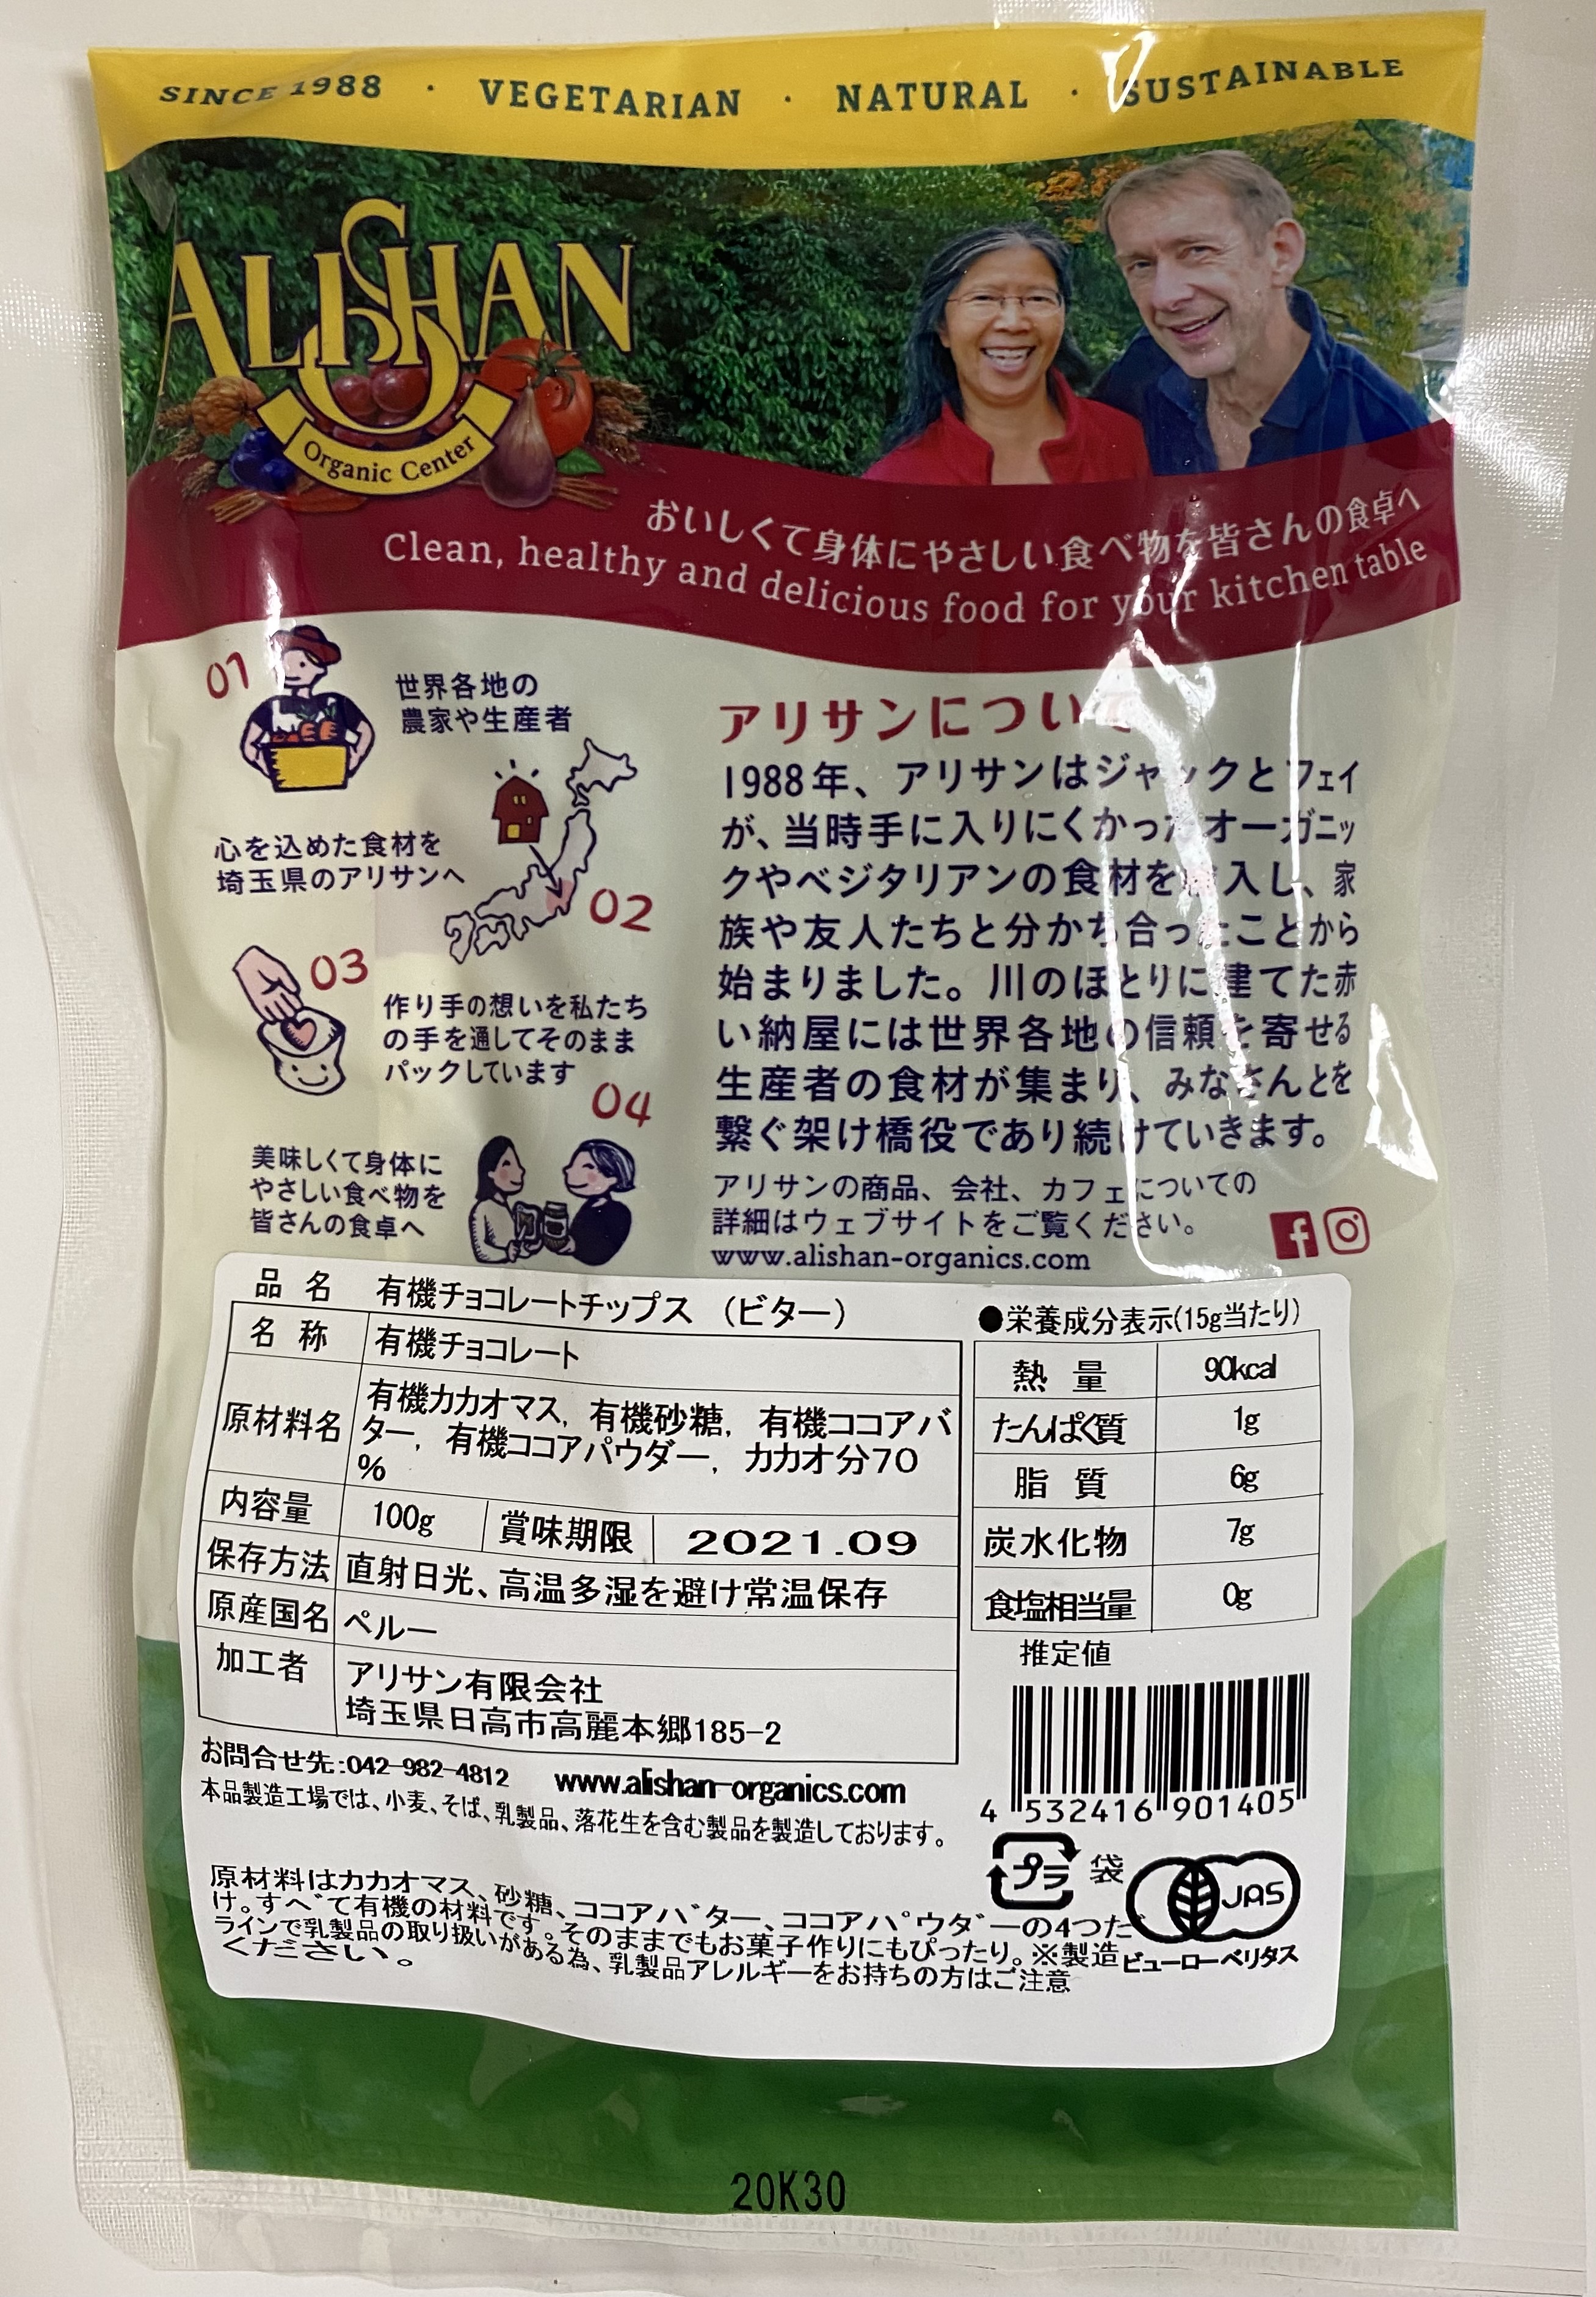 SINCE 1988 · VEGETARIAN · NATURAL · SUSTAINABLE
ALISHAN
Organic Center
おいしくて身体にやさしい食べ物を皆さんの食卓へ
Clean, healthy and delicious food for your kitchen table
01
世界各地の
農家や生産者
心を込めた食材を
埼玉県のアリサンへ
02
03
作り手の想いを私たち
の手を通してそのまま
パックしています
04
美味しくて身体に
やさしい食べ物を
皆さんの食卓へ
アリサンについて
1988年、アリサンはジャックとフェイ
が、当時手に入りにくかったオーガニッ
クやベジタリアンの食材を 入し、家
族や友人たちと分かち合ったことから
始まりました。川のほとりに建てた赤
い納屋には世界各地の信頼を寄せる
生産者の食材が集まり、みなさんとを
繋ぐ架け橋役であり続けていきます。
アリサンの商品、会社、カフェについての
詳細はウェブサイトをご覧ください。
www.alishan-organics.com
品名 有機チョコレートチップス （ビター）
名称 有機チョコレート
原材料名 有機カカオマス, 有機砂糖, 有機ココアバ
ター, 有機ココアパウダー, カカオ分70
%
内容量 100g 賞味期限 2021.09
保存方法 直射日光、高温多湿を避け常温保存
原産国名 ペルー
加工者 アリサン有限会社
埼玉県日高市高麗本郷185-2
お問合せ先:042-982-4812 www.alishan-organics.com
本品製造工場では、小麦、そば、乳製品、落花生を含む製品を製造しております。
原材料はカカオマス、砂糖、ココアバター、ココアパウダーの4つだ
け。すべて有機の材料です。そのままでもお菓子作りにもぴったり。※製造
ラインで乳製品の取り扱いがある為、乳製品アレルギーをお持ちの方はご注意
ください。
●栄養成分表示(15g当たり)
熱量 90kcal
たんぱく質 1g
脂質 6g
炭水化物 7g
食塩相当量 0g
推定値
4 532416 901405
プラ 袋
JAS
ビューローベリタス
20K30